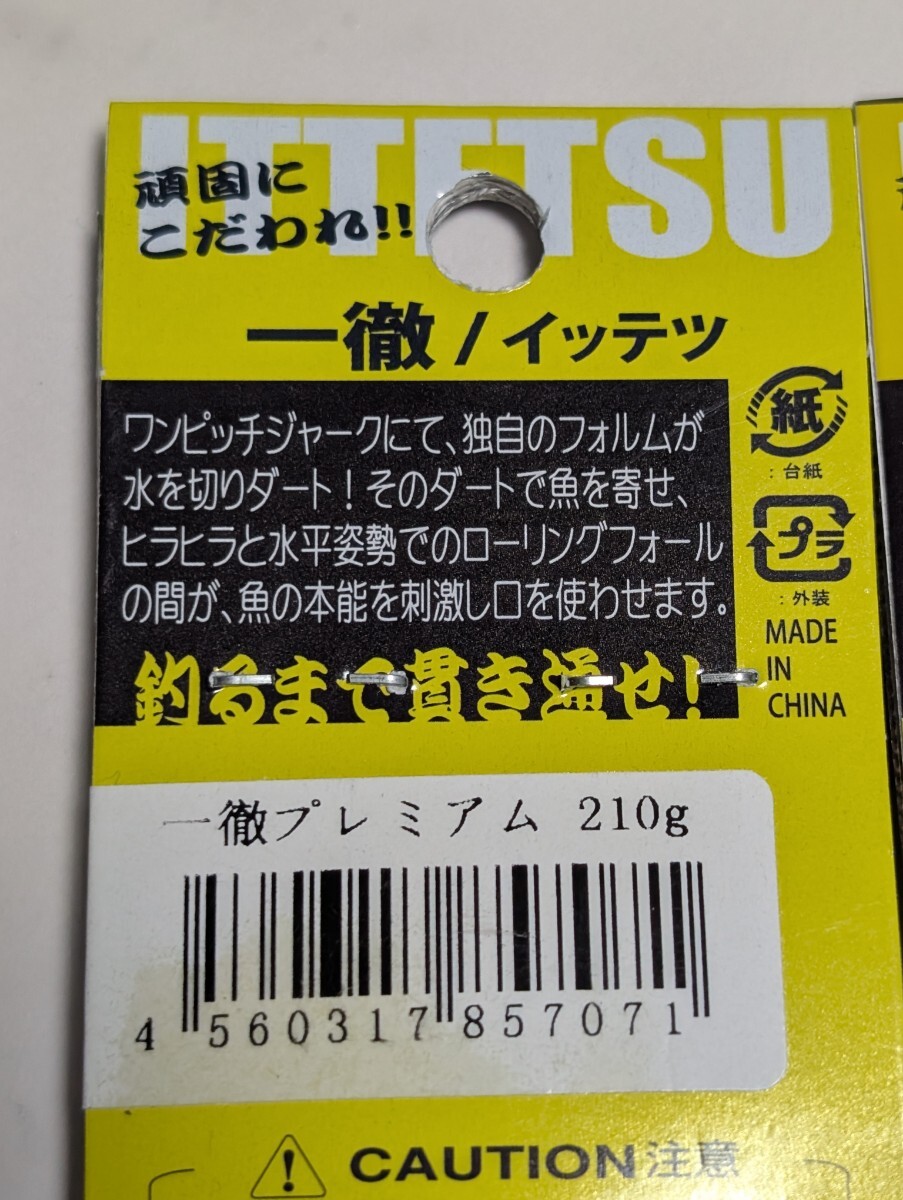 ITTETSU
頑固に
こだわれ!!
一徹/イッテツ
ワンピッチジャークにて、独自のフォルムが
水を切りダート！そのダートで魚を寄せ、
ヒラヒラと水平姿勢でのローリングフォール
の間が、魚の本能を刺激し口を使わせます。
釣るまで貫き通せ!
紙
:台紙
プラ
:外装
MADE
IN
CHINA
一徹プレミアム 210g
4 560317 857071
CAUTION注意